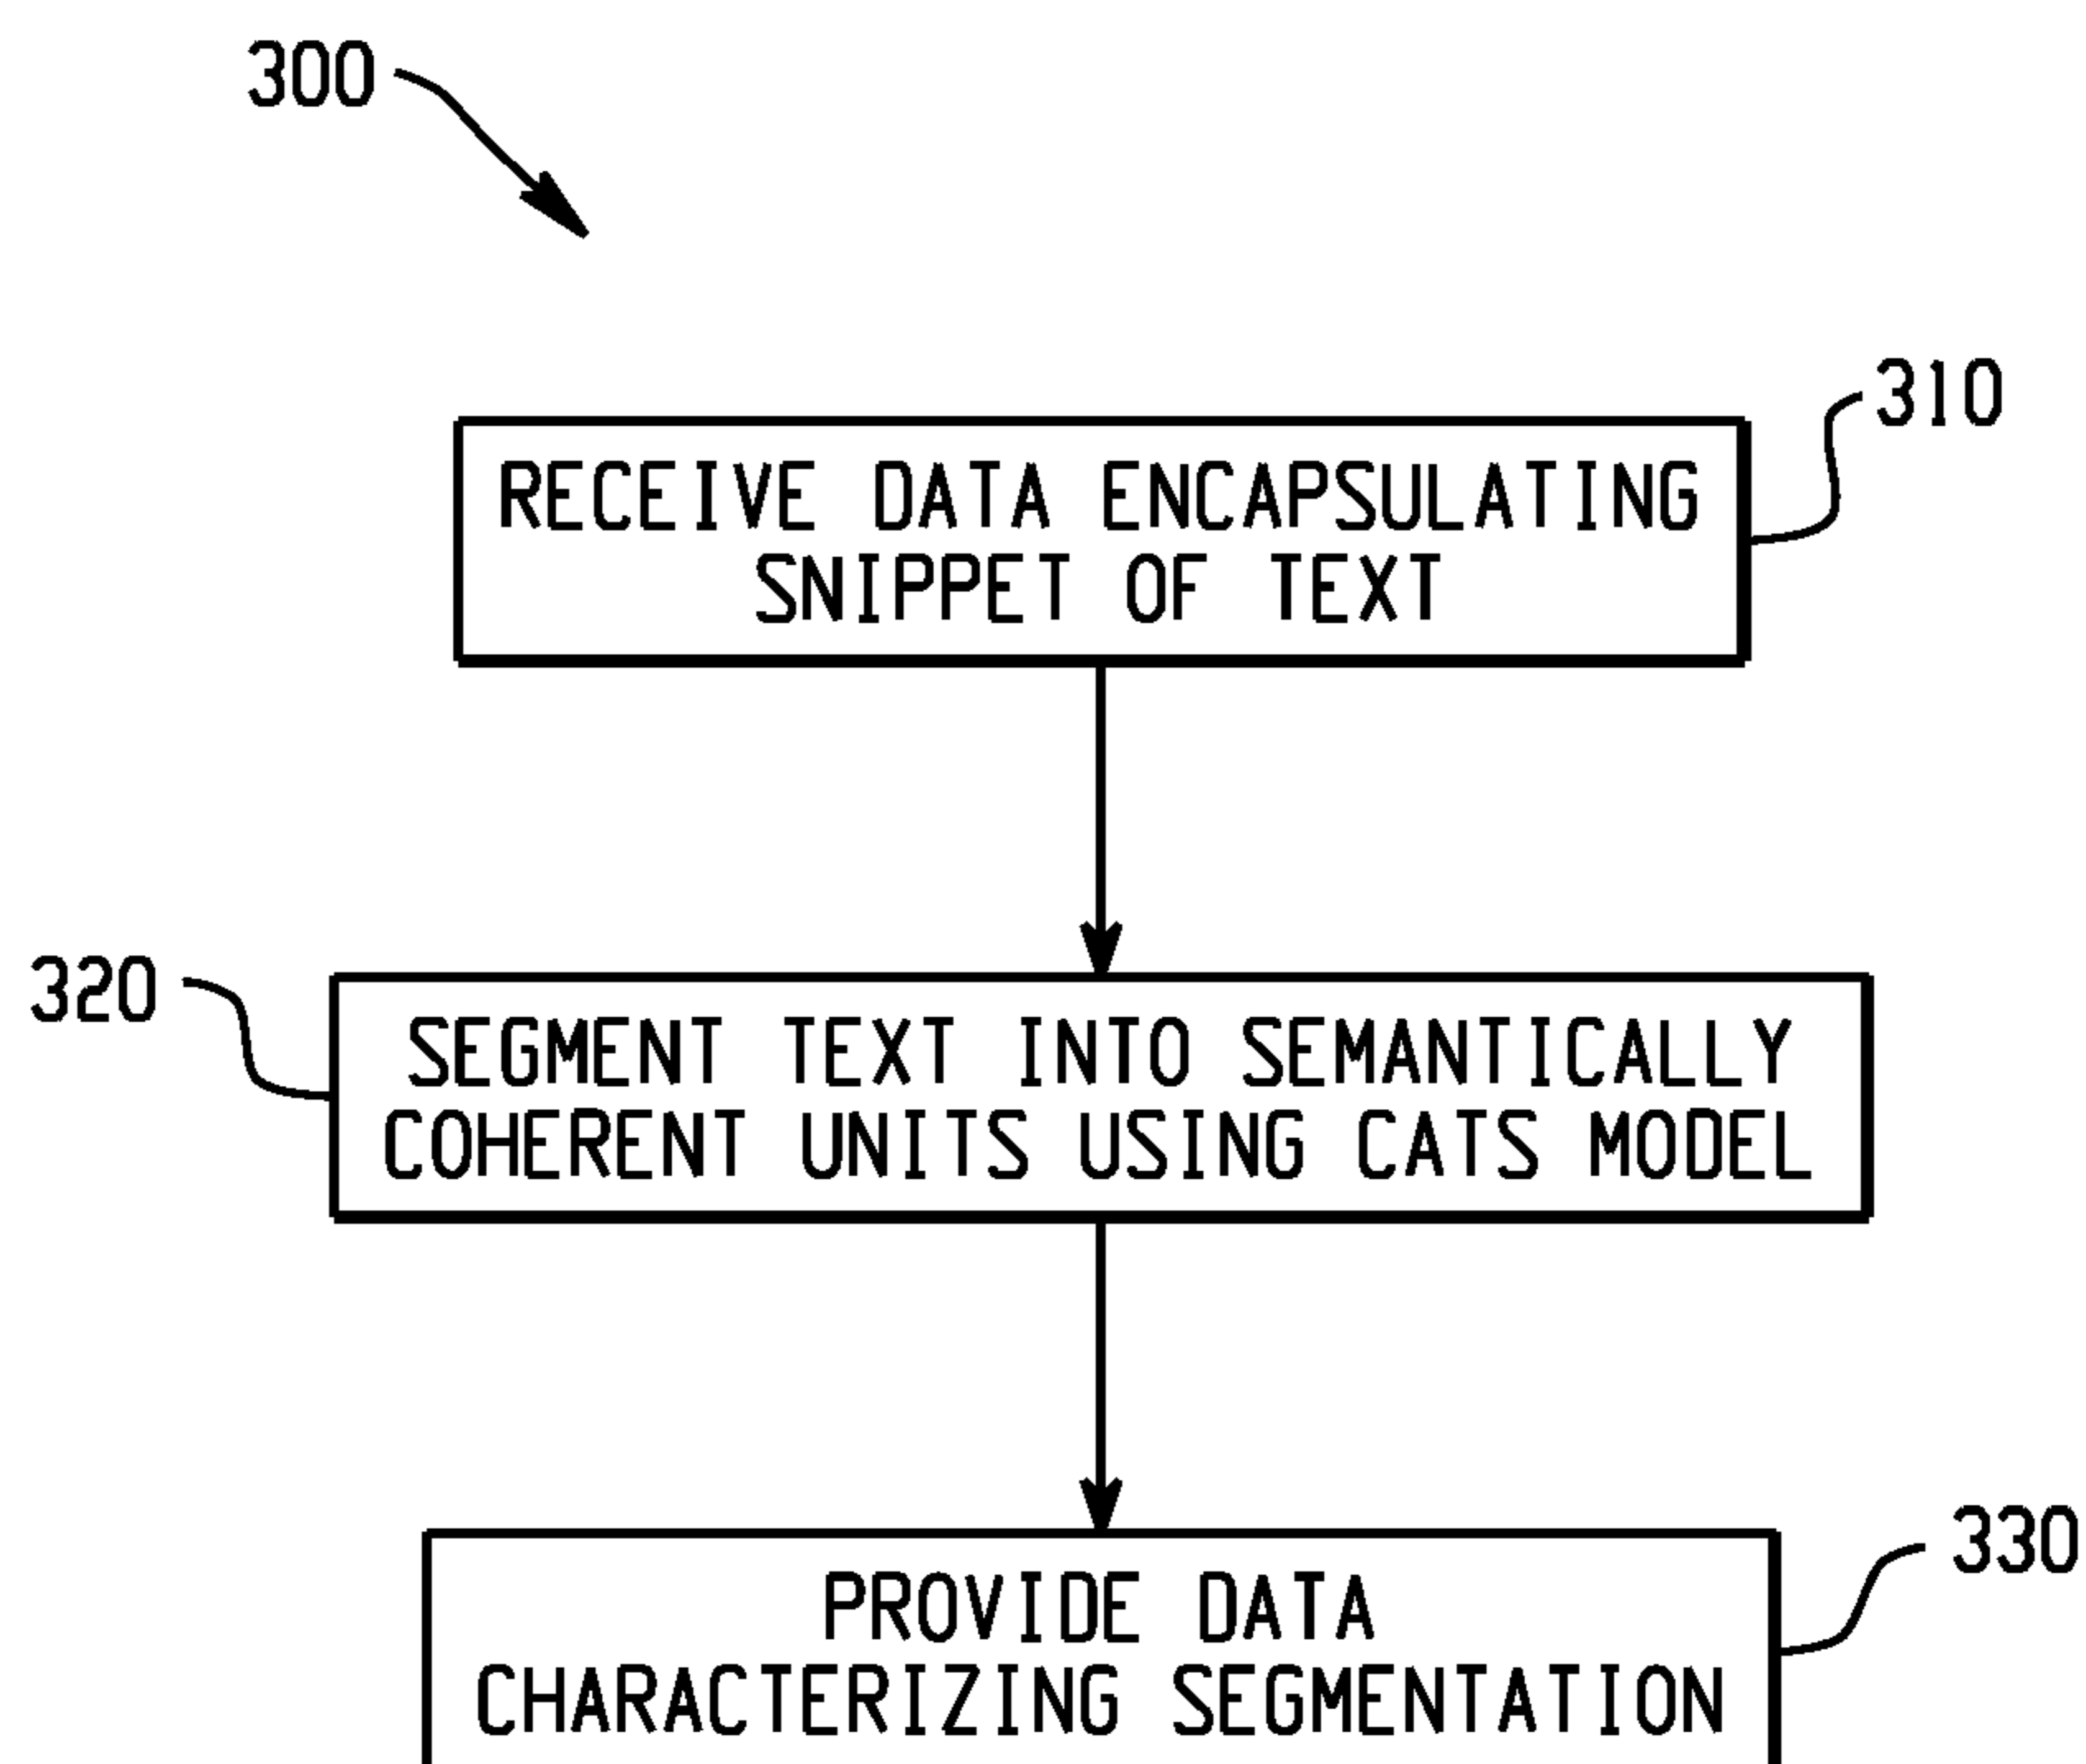 300
310
RECEIVE DATA ENCAPSULATING
SNIPPET OF TEXT
320
SEGMENT TEXT INTO SEMANTICALLY
COHERENT UNITS USING CATS MODEL
330
PROVIDE DATA
CHARACTERIZING SEGMENTATION